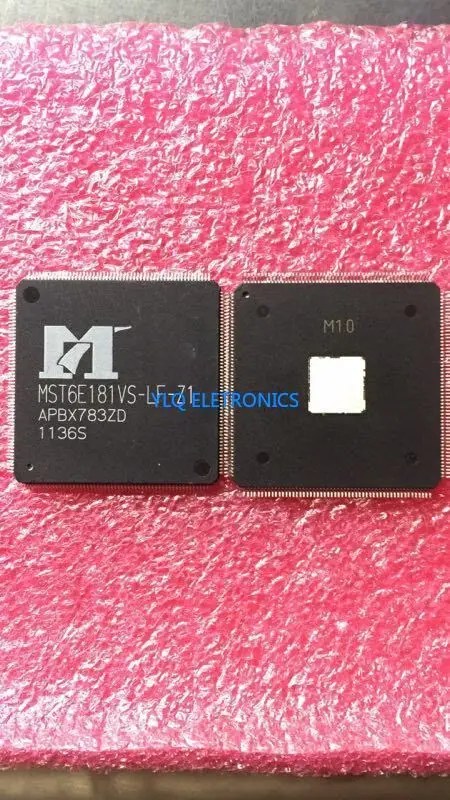 MST6E181VS-LF-Z1
APBX783ZD
1136S
M10
YLQ ELETRONICS